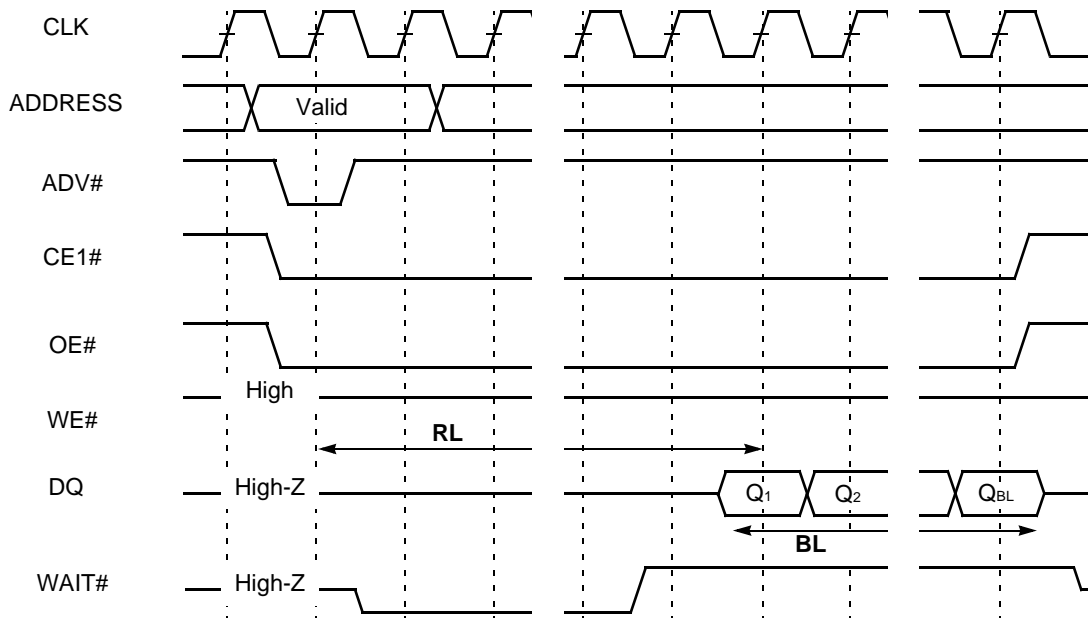 CLK
ADDRESS
Valid
ADV#
CE1#
OE#
High
WE#
RL
DQ
High-Z
Q1
Q2
QBL
BL
WAIT#
High-Z